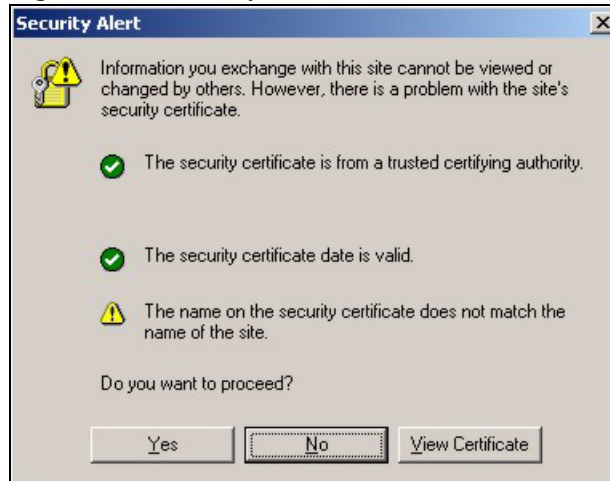 Security Alert
Information you exchange with this site cannot be viewed or
changed by others. However, there is a problem with the site's
security certificate.
The security certificate is from a trusted certifying authority.
The security certificate date is valid.
The name on the security certificate does not match the
name of the site.
Do you want to proceed?
Yes No View Certificate